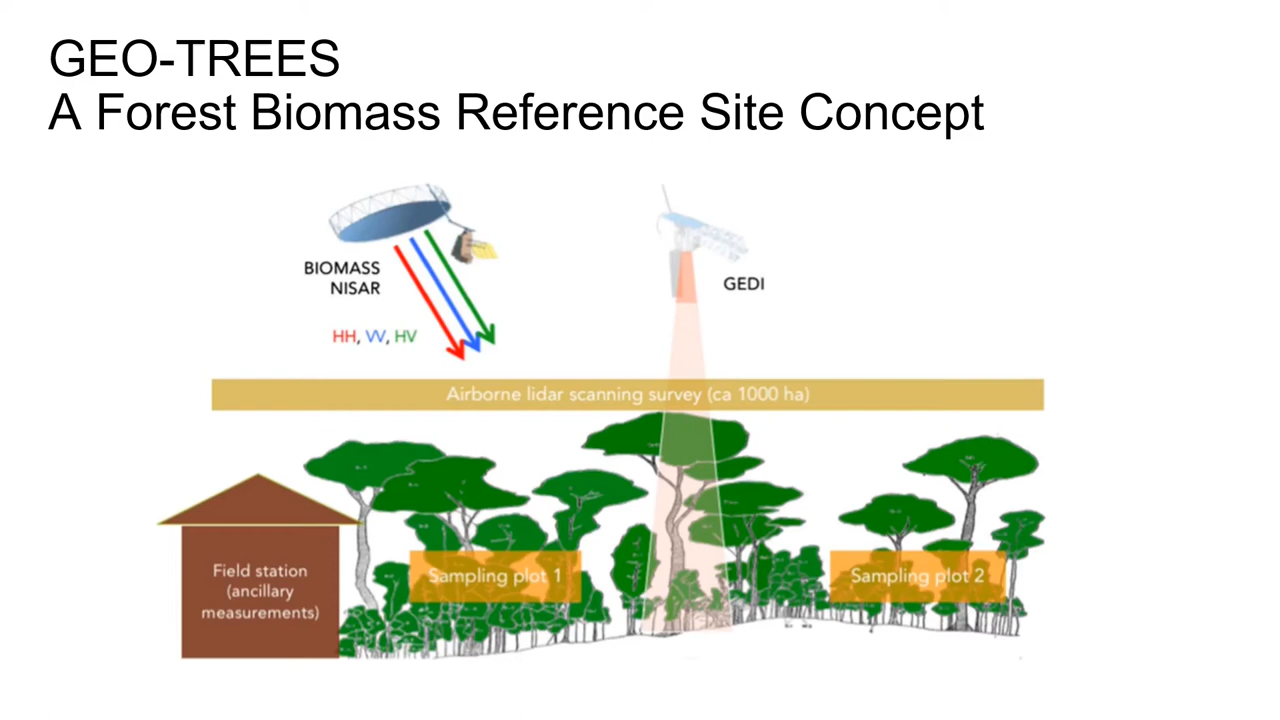 GEO-TREES
A Forest Biomass Reference Site Concept
BIOMASS
NISAR
HH, VV, HV
GEDI
Airborne lidar scanning survey (ca 1000 ha)
Field station
(ancillary
measurements)
Sampling plot 1
Sampling plot 2